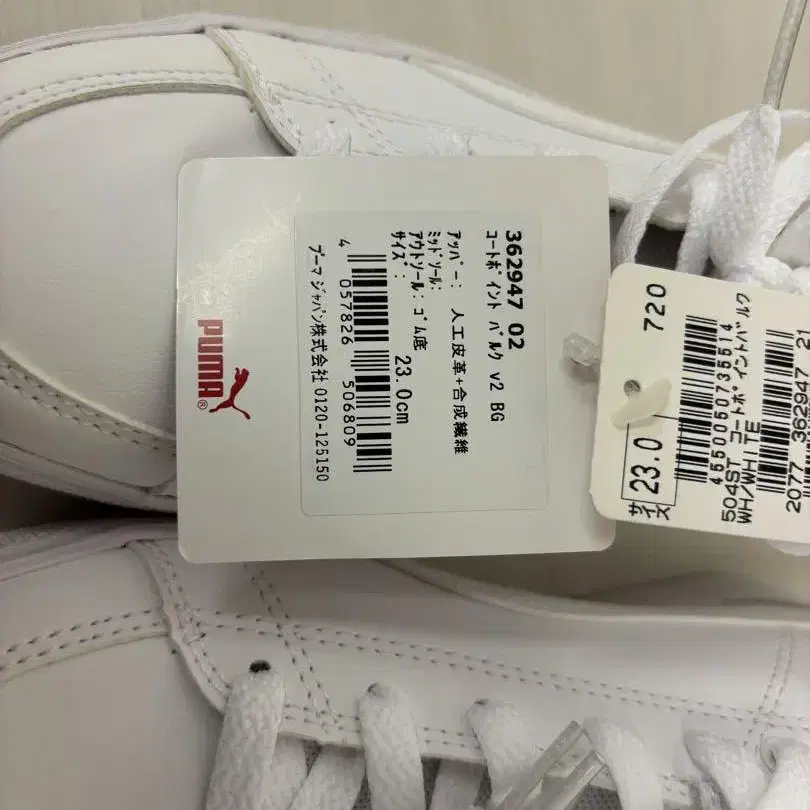 PUMA®
362947 02
コートポイント バルク v2 BG
アッパー: 人工皮革+合成繊維
ミッドソール:
アウトソール: ゴム底
サイズ: 23.0cm
4 057826 506809
プーマ ジャパン株式会社 0120-125150
720
サイズ 23.0
4550050735514
504ST コートポイントバルク
WH/WHITE
2077 362947 21